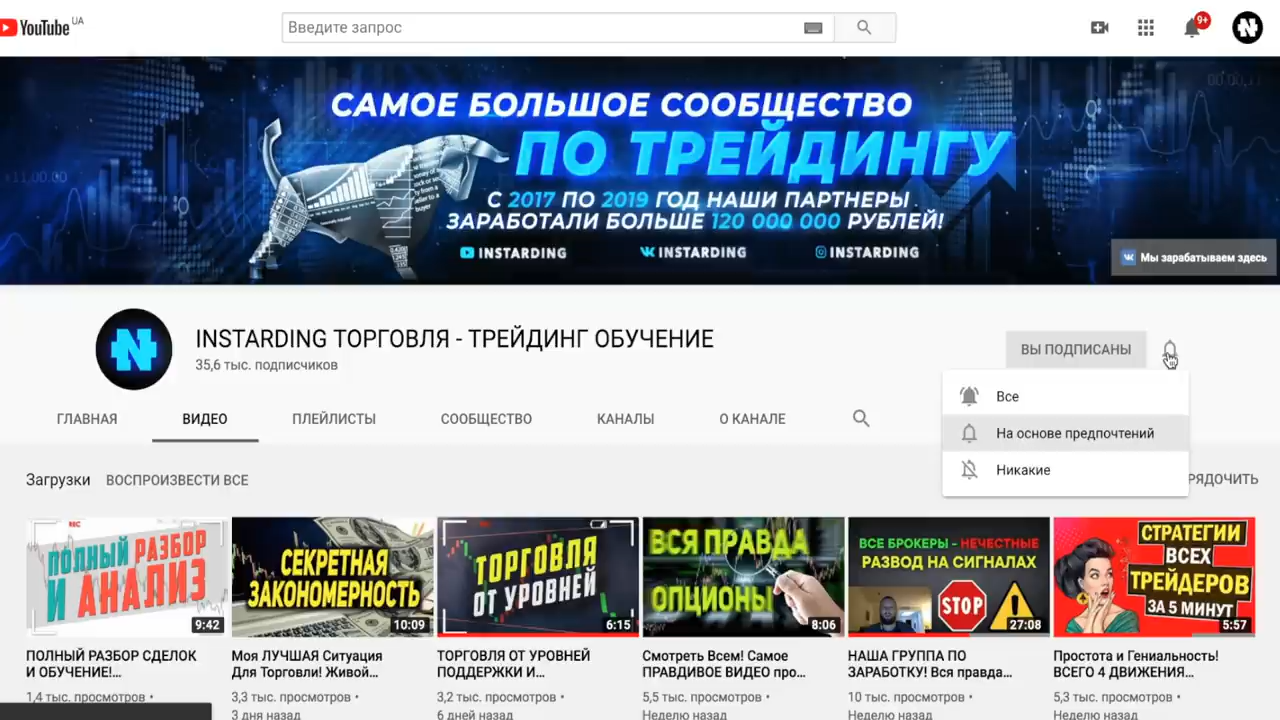 YouTube UA
Введите запрос
9+
САМОЕ БОЛЬШОЕ СООБЩЕСТВО
ПО ТРЕЙДИНГУ
С 2017 ПО 2019 ГОД НАШИ ПАРТНЕРЫ
ЗАРАБОТАЛИ БОЛЬШЕ 120 000 000 РУБЛЕЙ!
INSTARDING INSTARDING INSTARDING
Мы зарабатываем здесь
INSTARDING ТОРГОВЛЯ - ТРЕЙДИНГ ОБУЧЕНИЕ
35,6 тыс. подписчиков
ВЫ ПОДПИСАНЫ
Все
На основе предпочтений
Никакие
ГЛАВНАЯ ВИДЕО ПЛЕЙЛИСТЫ СООБЩЕСТВО КАНАЛЫ О КАНАЛЕ
Загрузки ВОСПРОИЗВЕСТИ ВСЕ
РЯДОЧИТЬ
REC
ПОЛНЫЙ РАЗБОР
И АНАЛИЗ
9:42
СЕКРЕТНАЯ
ЗАКОНОМЕРНОСТЬ
10:09
ТОРГОВЛЯ
ОТ УРОВНЕЙ
6:15
ВСЯ ПРАВДА
ОПЦИОНЫ
8:06
ВСЕ БРОКЕРЫ - НЕЧЕСТНЫЕ
РАЗВОД НА СИГНАЛАХ
STOP
27:08
СТРАТЕГИИ
ВСЕХ
ТРЕЙДЕРОВ
ЗА 5 МИНУТ
5:57
ПОЛНЫЙ РАЗБОР СДЕЛОК
И ОБУЧЕНИЕ!...
1,4 тыс. просмотров •
Моя ЛУЧШАЯ Ситуация
Для Торговли! Живой...
3,3 тыс. просмотров •
3 дня назад
ТОРГОВЛЯ ОТ УРОВНЕЙ
ПОДДЕРЖКИ И...
3,2 тыс. просмотров •
6 дней назад
Смотреть Всем! Самое
ПРАВДИВОЕ ВИДЕО про...
5,5 тыс. просмотров •
Неделю назад
НАША ГРУППА ПО
ЗАРАБОТКУ! Вся правда...
10 тыс. просмотров •
Неделю назад
Простота и Гениальность!
ВСЕГО 4 ДВИЖЕНИЯ...
5,3 тыс. просмотров •
Неделю назад